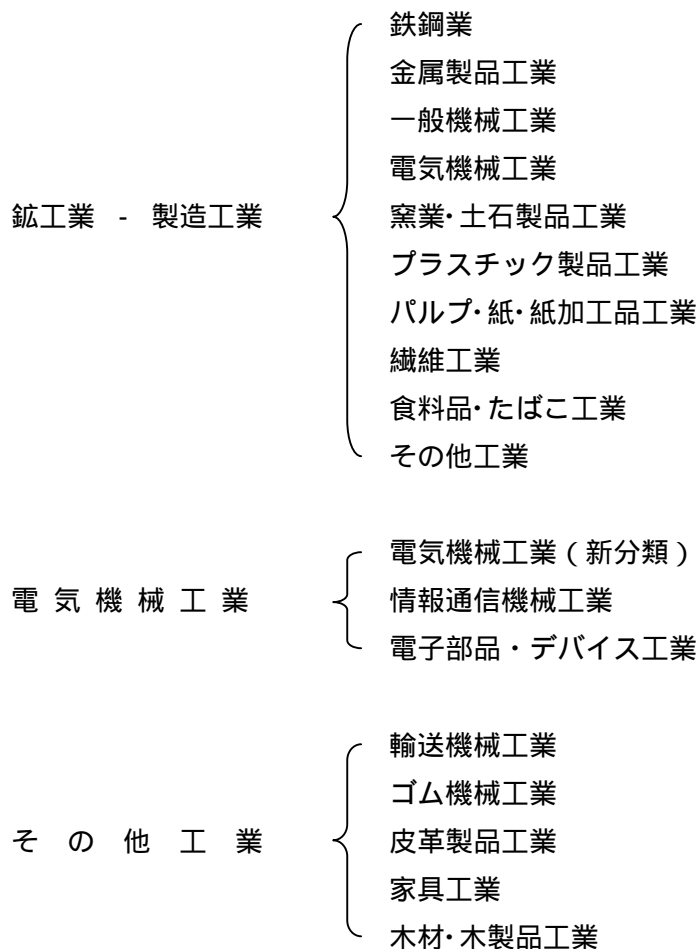 鉄鋼業
金属製品工業
一般機械工業
電気機械工業
鉱工業 - 製造工業
窯業・土石製品工業
プラスチック製品工業
パルプ・紙・紙加工品工業
繊維工業
食料品・たばこ工業
その他工業
電気機械工業(新分類)
電気機械工業
情報通信機械工業
電子部品・デバイス工業
輸送機械工業
ゴム機械工業
その他工業
皮革製品工業
家具工業
木材・木製品工業